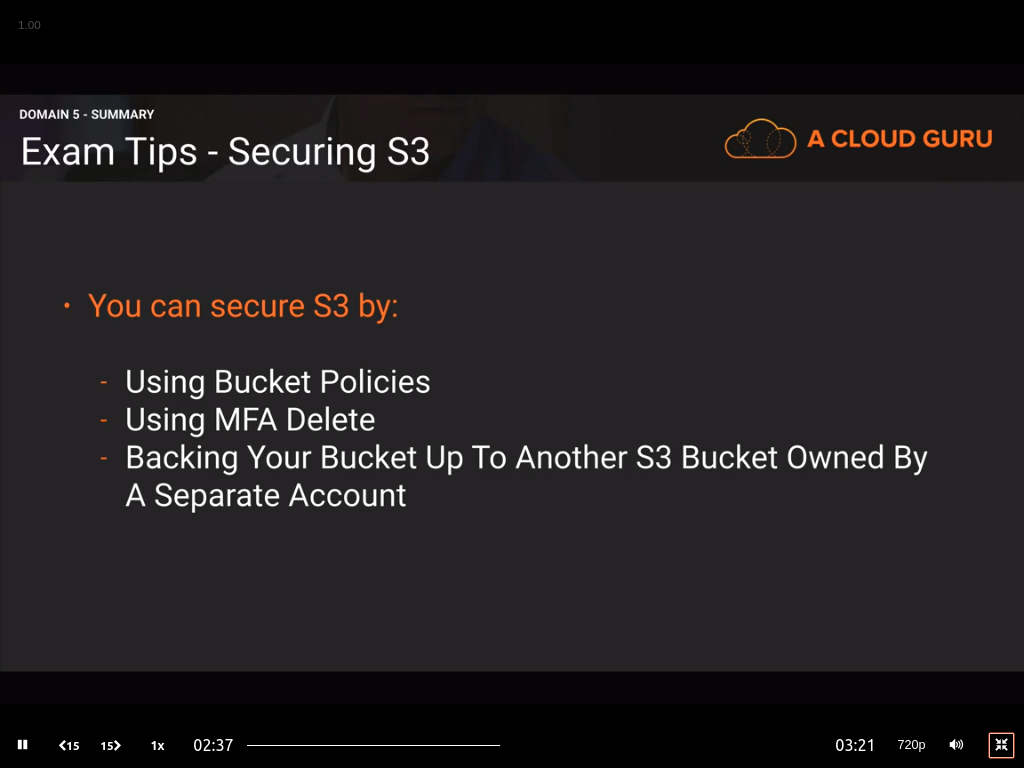 1.00
DOMAIN 5 - SUMMARY
Exam Tips - Securing S3
A CLOUD GURU
• You can secure S3 by:
- Using Bucket Policies
- Using MFA Delete
- Backing Your Bucket Up To Another S3 Bucket Owned By
A Separate Account
15 15 1x 02:37 03:21 720p